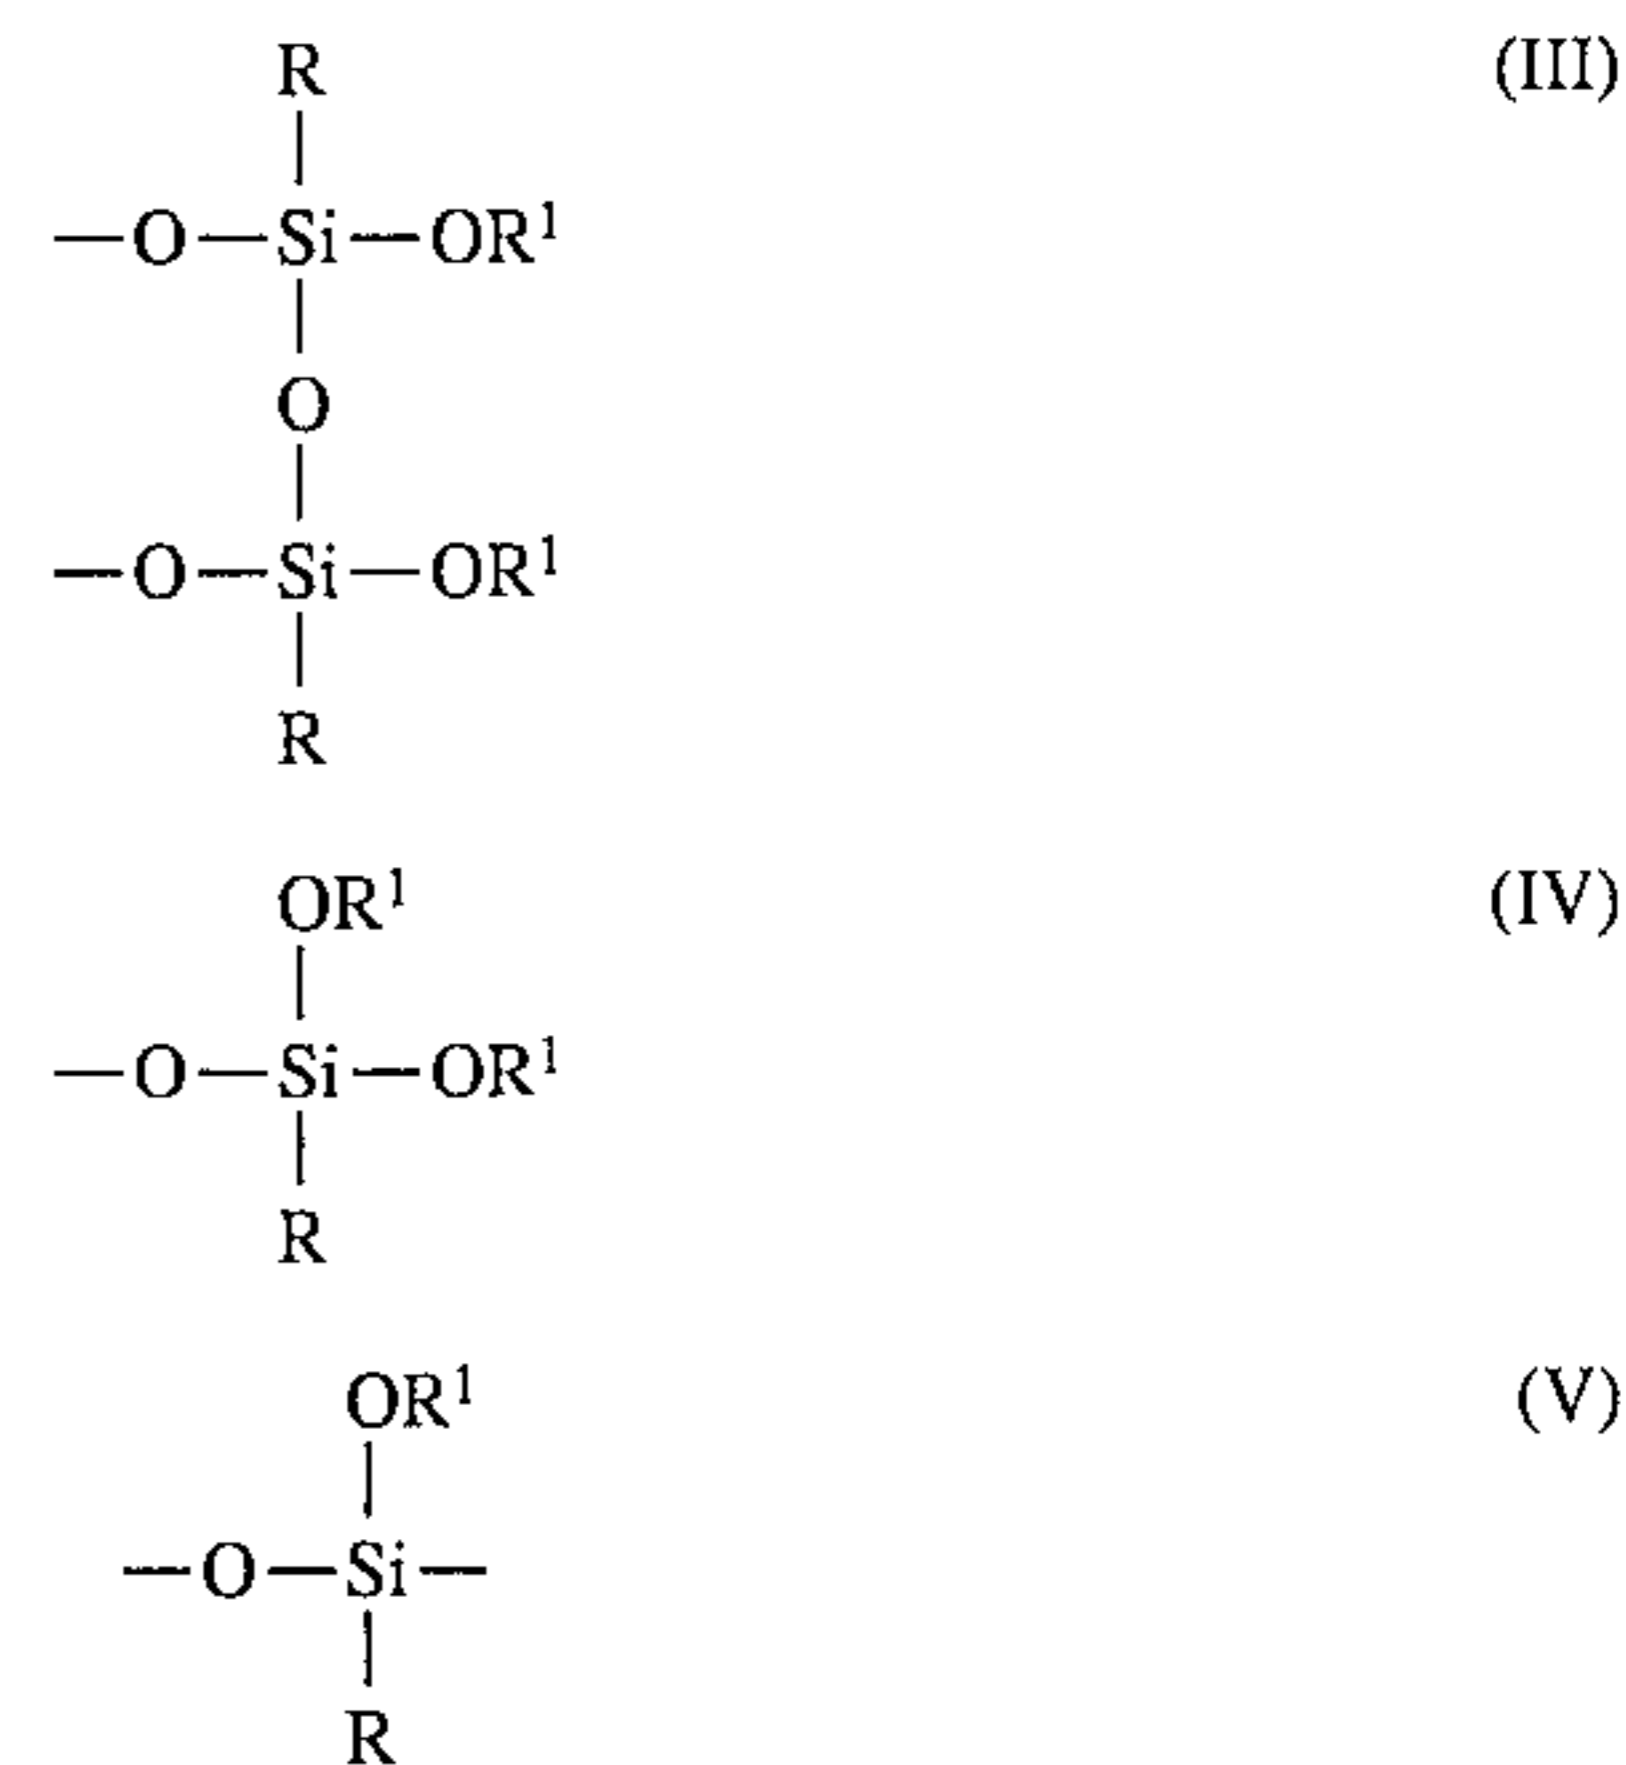 R (III)
—O—Si—OR¹
O
—O—Si—OR¹
R
OR¹ (IV)
—O—Si—OR¹
R
OR¹ (V)
—O—Si—
R